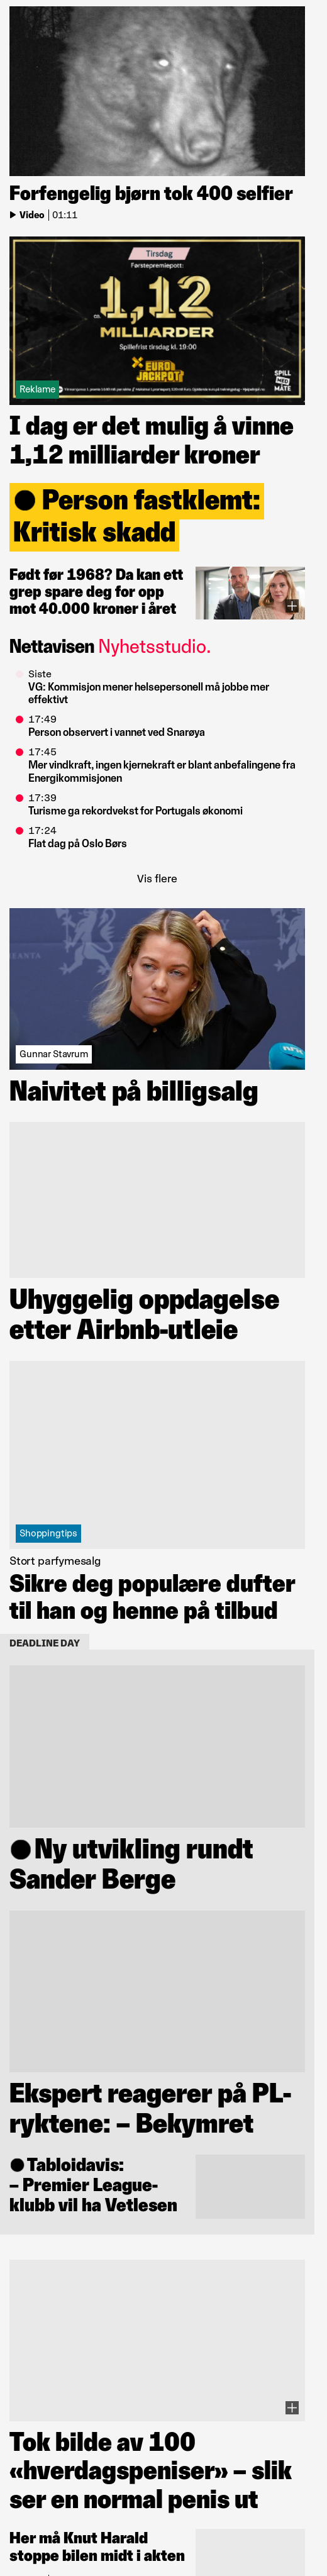 Forfengelig bjørn tok 400 selfier
Video | 01:11
Tirsdag
Førstepremiepott:
ca. 1,12
MILLIARDER
Spillefrist tirsdag kl. 19.00
EURO
JACKPOT
SPILL
MED
MÅTE
Reklame
I dag er det mulig å vinne
1,12 milliarder kroner
Person fastklemt:
Kritisk skadd
Født før 1968? Da kan ett
grep spare deg for opp
mot 40.000 kroner i året
Nettavisen Nyhetsstudio.
Siste
VG: Kommisjon mener helsepersonell må jobbe mer
effektivt
17:49
Person observert i vannet ved Snarøya
17:45
Mer vindkraft, ingen kjernekraft er blant anbefalingene fra
Energikommisjonen
17:39
Turisme ga rekordvekst for Portugals økonomi
17:24
Flat dag på Oslo Børs
Vis flere
Gunnar Stavrum
Naivitet på billigsalg
Uhyggelig oppdagelse
etter Airbnb-utleie
Shoppingtips
Stort parfymesalg
Sikre deg populære dufter
til han og henne på tilbud
DEADLINE DAY
Ny utvikling rundt
Sander Berge
Ekspert reagerer på PL-
ryktene: – Bekymret
Tabloidavis:
– Premier League-
klubb vil ha Vetlesen
Tok bilde av 100
«hverdagspeniser» – slik
ser en normal penis ut
Her må Knut Harald
stoppe bilen midt i akten